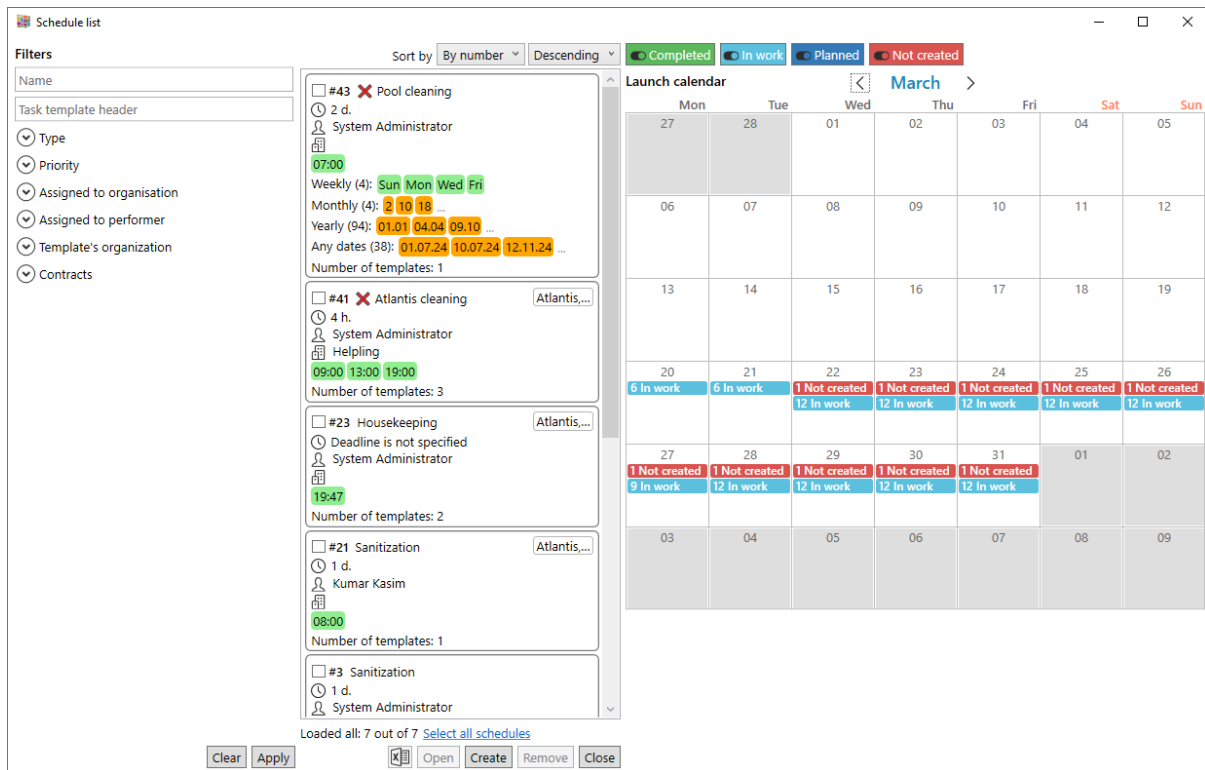 Schedule list
Filters
Name
Task template header
Type
Priority
Assigned to organisation
Assigned to performer
Template's organization
Contracts
Clear Apply
Sort by By number Descending
#43 Pool cleaning
2 d.
System Administrator
07:00
Weekly (4): Sun Mon Wed Fri
Monthly (4): 2 10 18 ...
Yearly (94): 01.01 04.04 09.10 ...
Any dates (38): 01.07.24 10.07.24 12.11.24 ...
Number of templates: 1
#41 Atlantis cleaning Atlantis,...
4 h.
System Administrator
Helpling
09:00 13:00 19:00
Number of templates: 3
#23 Housekeeping Atlantis,...
Deadline is not specified
System Administrator
19:47
Number of templates: 2
#21 Sanitization Atlantis,...
1 d.
Kumar Kasim
08:00
Number of templates: 1
#3 Sanitization
1 d.
System Administrator
Loaded all: 7 out of 7 Select all schedules
Open Create Remove Close
Completed In work Planned Not created
Launch calendar March
Mon Tue Wed Thu Fri Sat Sun
27 28 01 02 03 04 05
06 07 08 09 10 11 12
13 14 15 16 17 18 19
20 21 22 23 24 25 26
6 In work 6 In work 1 Not created 1 Not created 1 Not created 1 Not created 1 Not created
12 In work 12 In work 12 In work 12 In work 12 In work
27 28 29 30 31 01 02
1 Not created 1 Not created 1 Not created 1 Not created 1 Not created
9 In work 12 In work 12 In work 12 In work 12 In work
03 04 05 06 07 08 09